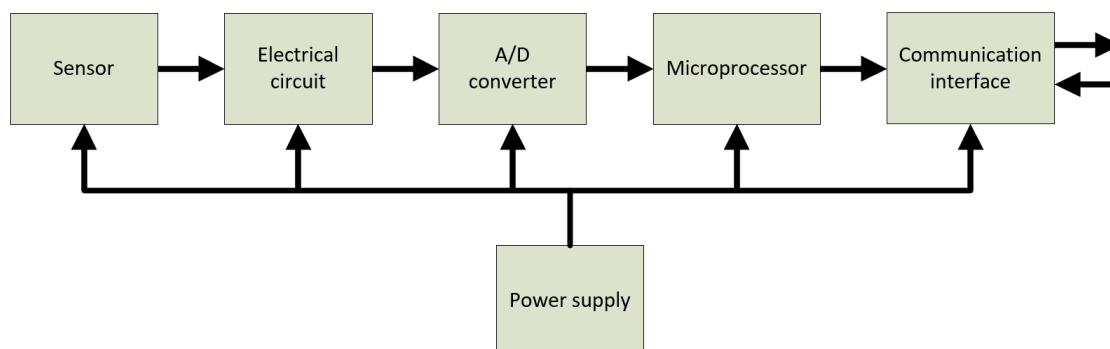 Sensor
Electrical
circuit
A/D
converter
Microprocessor
Communication
interface
Power supply